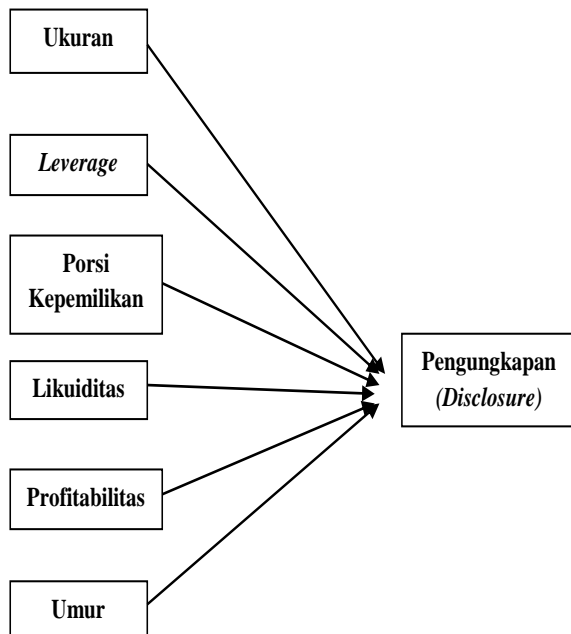 Ukuran
Leverage
Porsi
Kepemilikan
Likuiditas
Profitabilitas
Umur
Pengungkapan
(Disclosure)